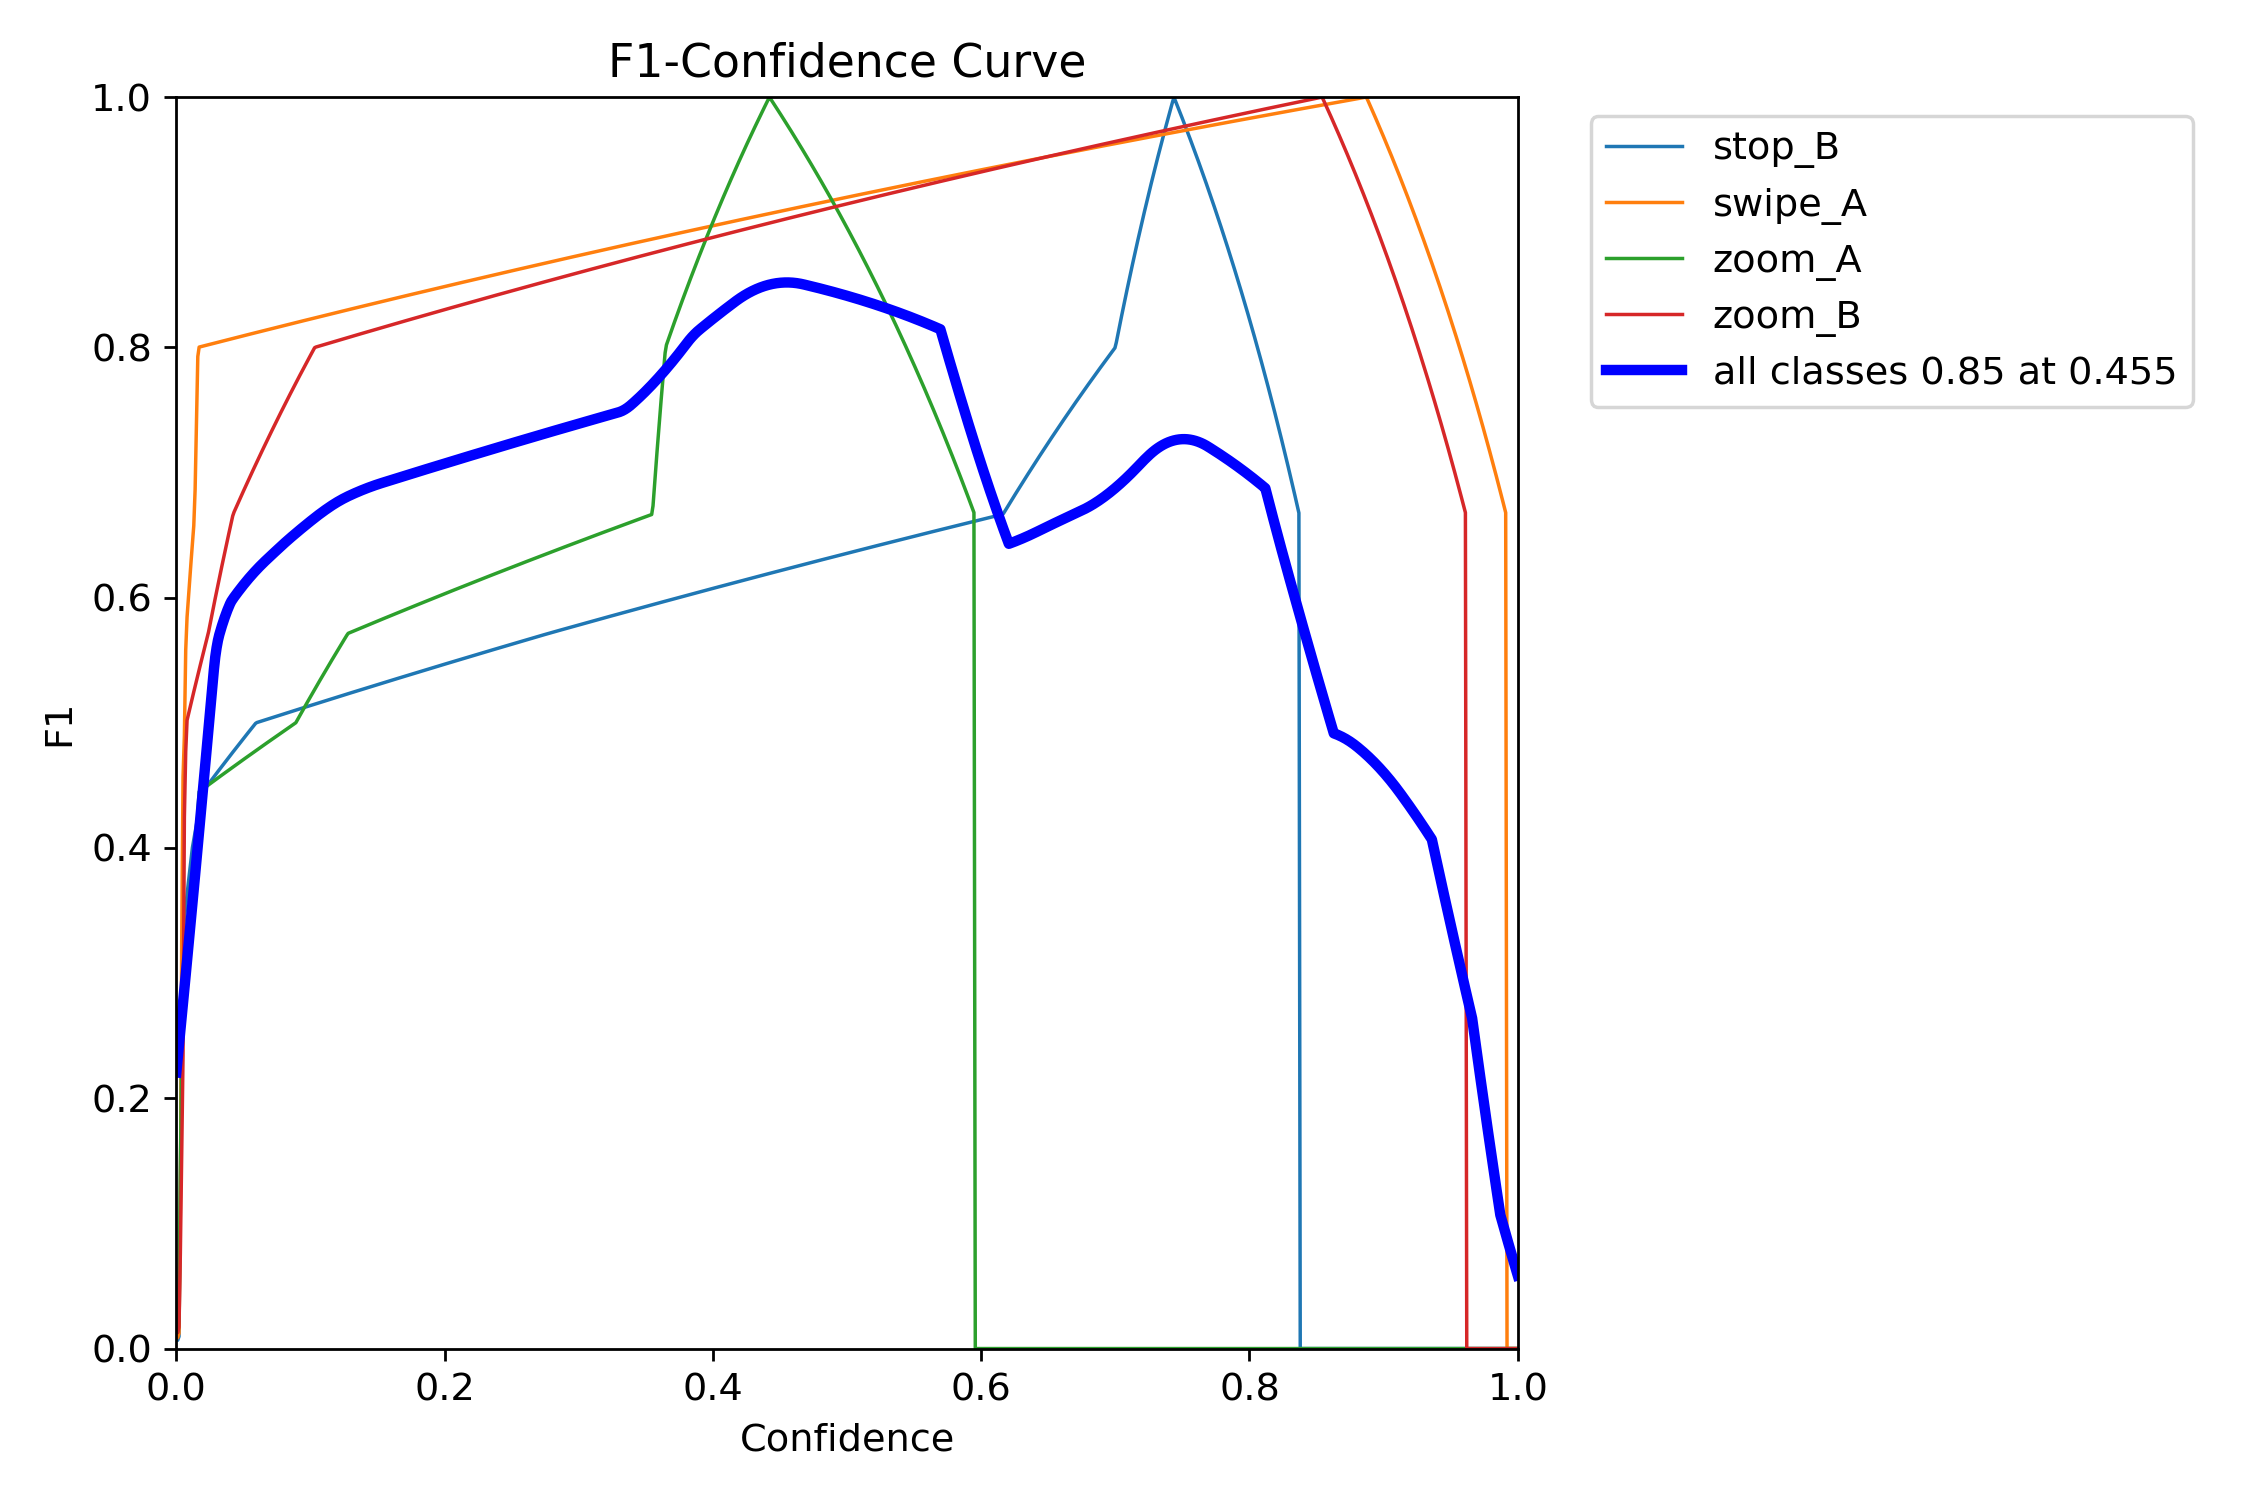 F1-Confidence Curve
1.0
0.8
0.6
0.4
0.2
0.0
F1
0.0 0.2 0.4 0.6 0.8 1.0
Confidence
stop_B
swipe_A
zoom_A
zoom_B
all classes 0.85 at 0.455